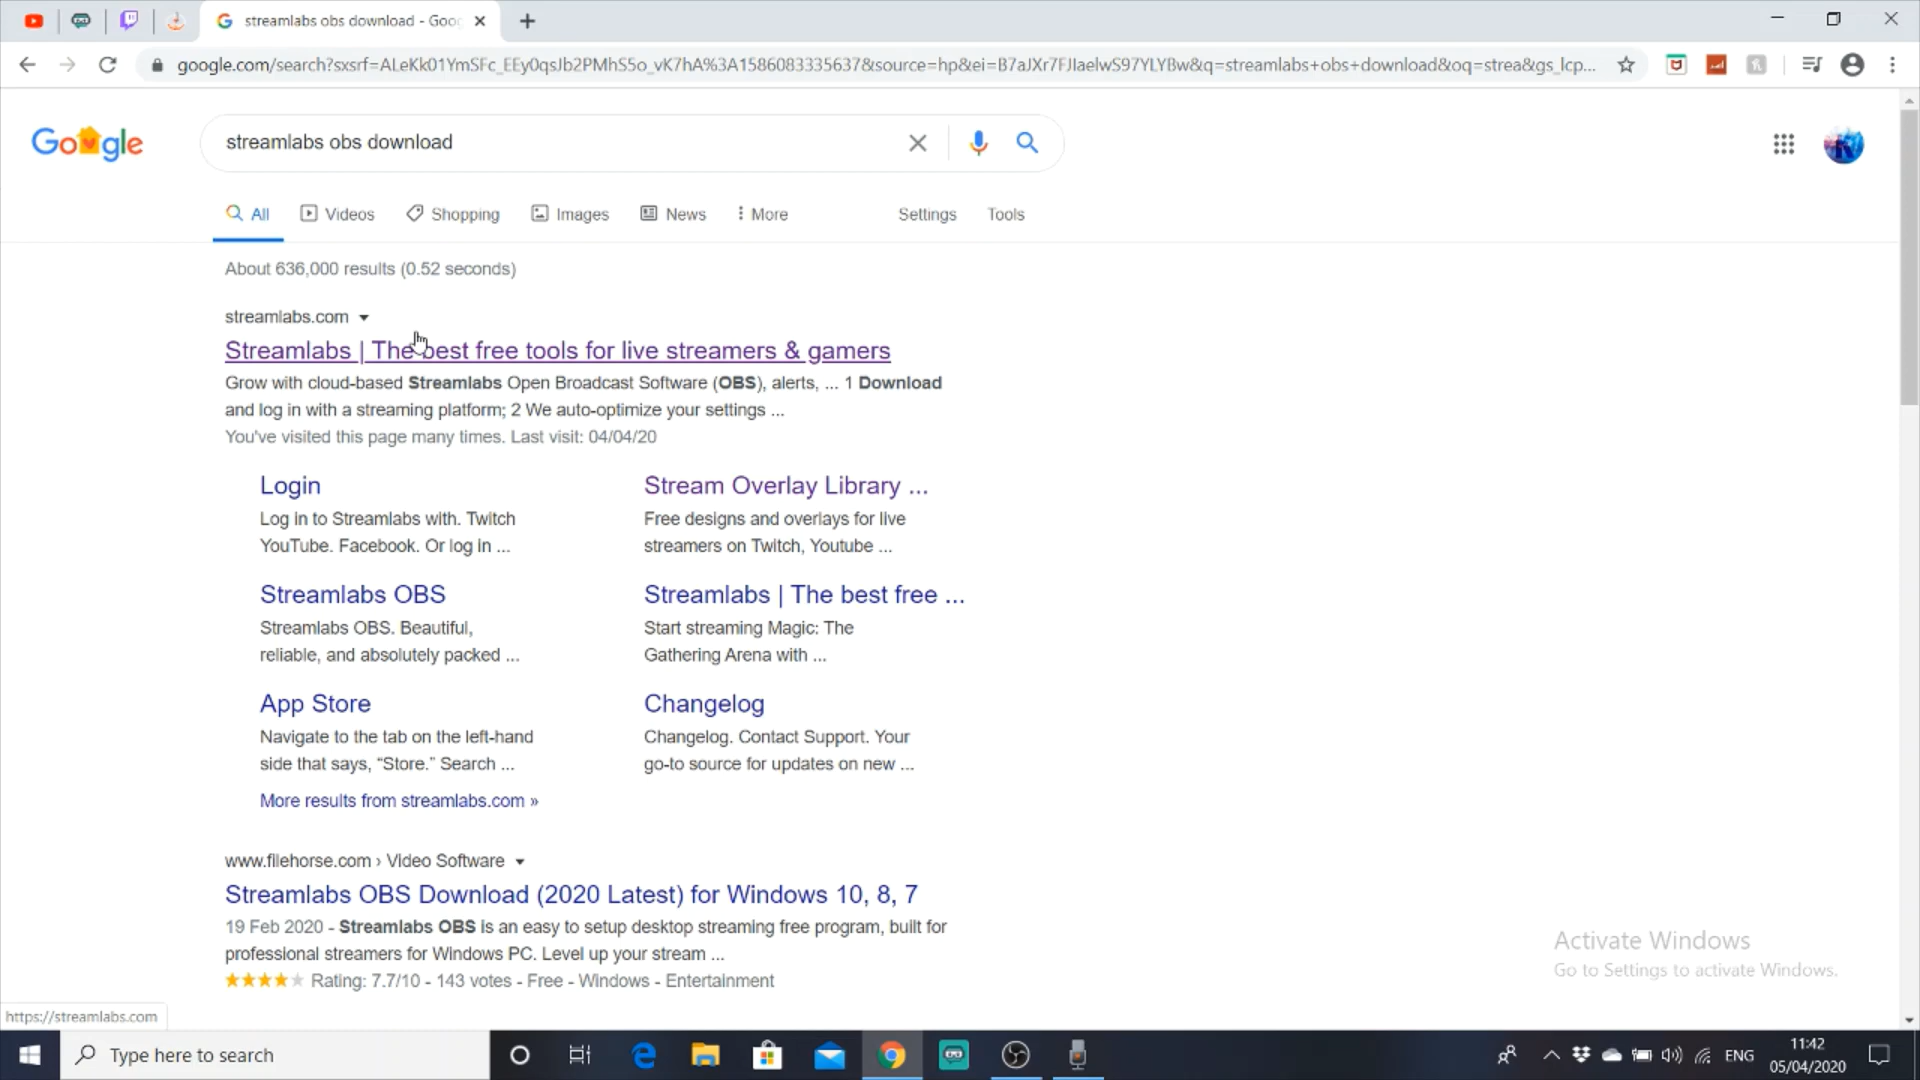 streamlabs obs download - Goo
google.com/search?sxsrf=ALeKk01YmSFc_EEy0qsJb2PMhS5o_vK7hA%3A1586083335637&source=hp&ei=B7aJXr7FJIaelwS97YLYBw&q=streamlabs+obs+download&oq=strea&gs_lcp...
Google
streamlabs obs download
All Videos Shopping Images News More Settings Tools
About 636,000 results (0.52 seconds)
streamlabs.com
Streamlabs | The best free tools for live streamers & gamers
Grow with cloud-based Streamlabs Open Broadcast Software (OBS), alerts, ... 1 Download
and log in with a streaming platform; 2 We auto-optimize your settings ...
You've visited this page many times. Last visit: 04/04/20
Login
Log in to Streamlabs with. Twitch
YouTube. Facebook. Or log in ...
Stream Overlay Library ...
Free designs and overlays for live
streamers on Twitch, Youtube ...
Streamlabs OBS
Streamlabs OBS. Beautiful,
reliable, and absolutely packed ...
Streamlabs | The best free ...
Start streaming Magic: The
Gathering Arena with ...
App Store
Navigate to the tab on the left-hand
side that says, “Store.” Search ...
Changelog
Changelog. Contact Support. Your
go-to source for updates on new ...
More results from streamlabs.com »
www.filehorse.com › Video Software
Streamlabs OBS Download (2020 Latest) for Windows 10, 8, 7
19 Feb 2020 - Streamlabs OBS is an easy to setup desktop streaming free program, built for
professional streamers for Windows PC. Level up your stream ...
Rating: 7.7/10 - 143 votes - Free - Windows - Entertainment
Activate Windows
Go to Settings to activate Windows.
https://streamlabs.com
Type here to search
ENG
11:42
05/04/2020